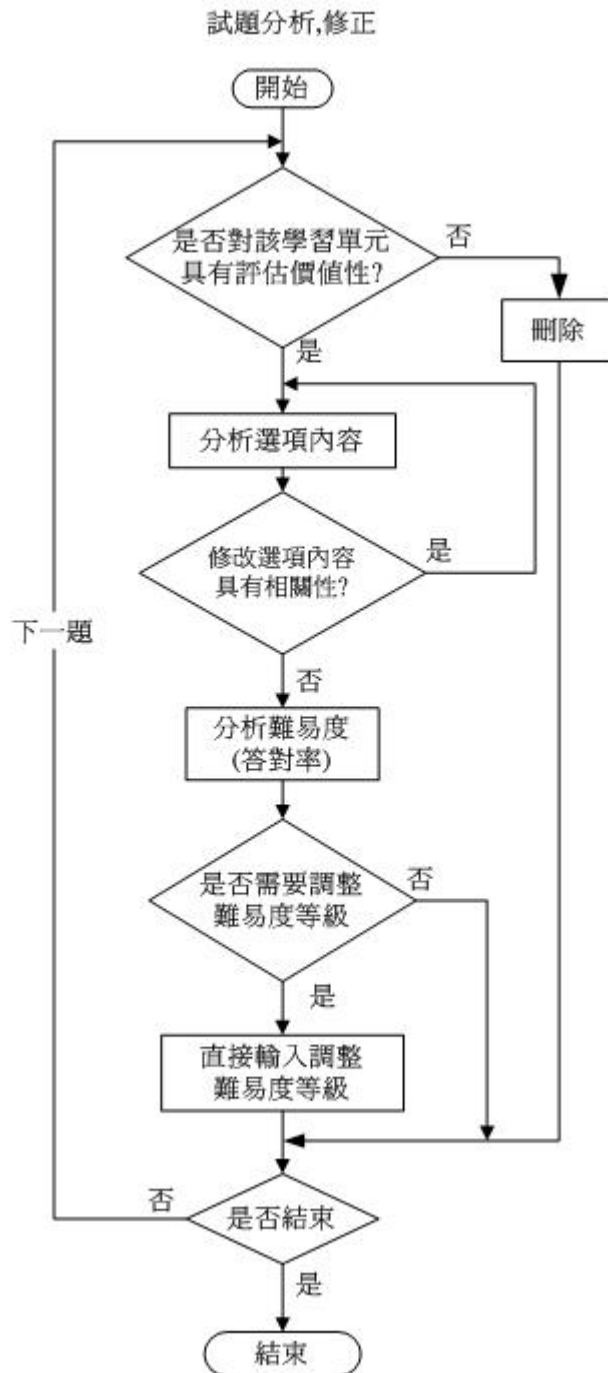 試題分析,修正
開始
是否對該學習單元
具有評估價值性?
否
刪除
是
分析選項內容
修改選項內容
具有相關性?
是
下一題
否
分析難易度
(答對率)
是否需要調整
難易度等級
否
是
直接輸入調整
難易度等級
否
是否結束
是
結束